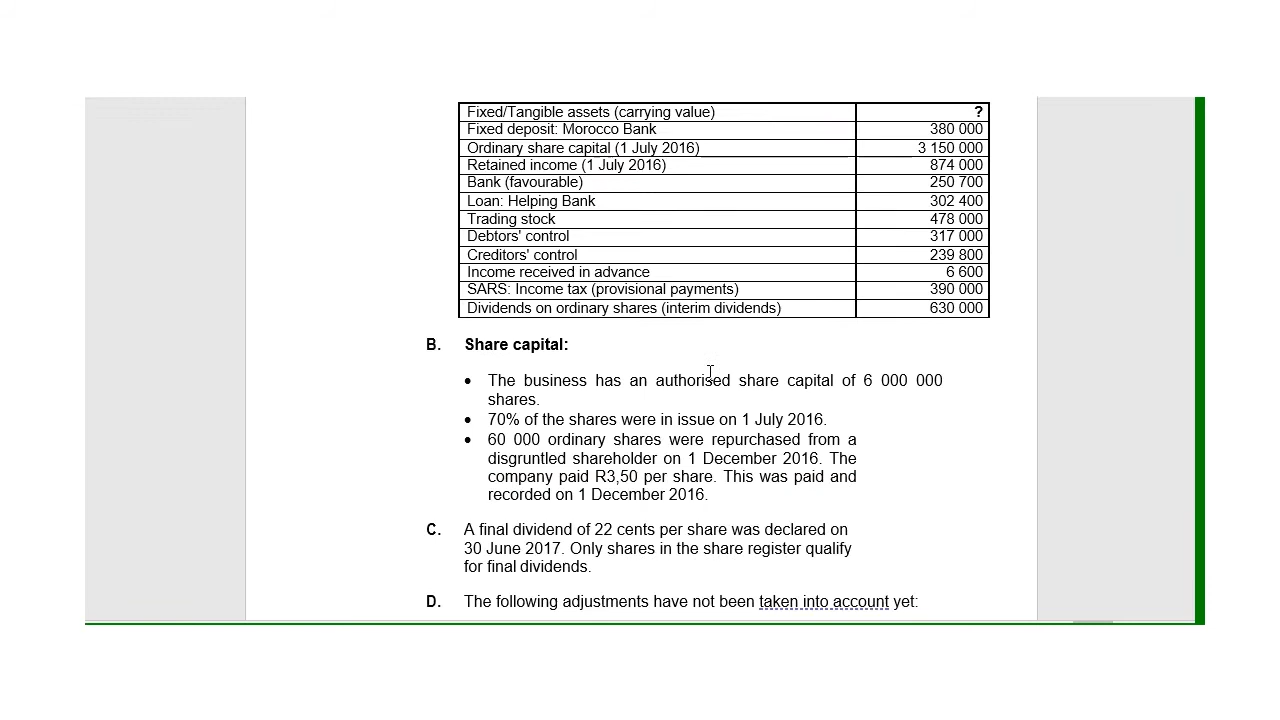 Fixed/Tangible assets (carrying value) ?
Fixed deposit: Morocco Bank 380 000
Ordinary share capital (1 July 2016) 3 150 000
Retained income (1 July 2016) 874 000
Bank (favourable) 250 700
Loan: Helping Bank 302 400
Trading stock 478 000
Debtors' control 317 000
Creditors' control 239 800
Income received in advance 6 600
SARS: Income tax (provisional payments) 390 000
Dividends on ordinary shares (interim dividends) 630 000
B. Share capital:
• The business has an authorised share capital of 6 000 000
shares.
• 70% of the shares were in issue on 1 July 2016.
• 60 000 ordinary shares were repurchased from a
disgruntled shareholder on 1 December 2016. The
company paid R3,50 per share. This was paid and
recorded on 1 December 2016.
C. A final dividend of 22 cents per share was declared on
30 June 2017. Only shares in the share register qualify
for final dividends.
D. The following adjustments have not been taken into account yet: